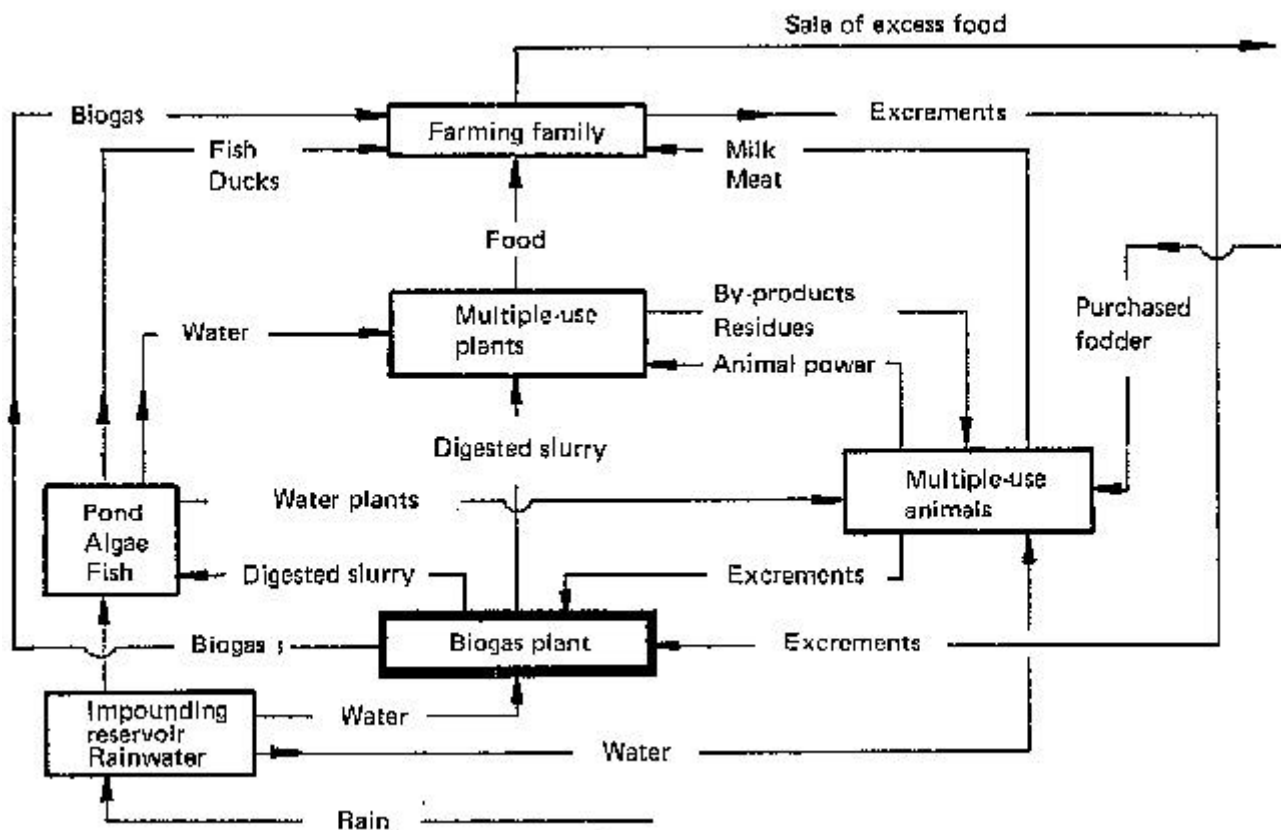 Sale of excess food
Biogas
Farming family
Excrements
Fish
Ducks
Milk
Meat
Food
Multiple-use
plants
By-products
Residues
Animal power
Purchased
fodder
Water
Digested slurry
Water plants
Multiple-use
animals
Pond
Algae
Fish
Digested slurry
Excrements
Biogas
Biogas plant
Excrements
Impounding
reservoir
Rainwater
Water
Water
Rain